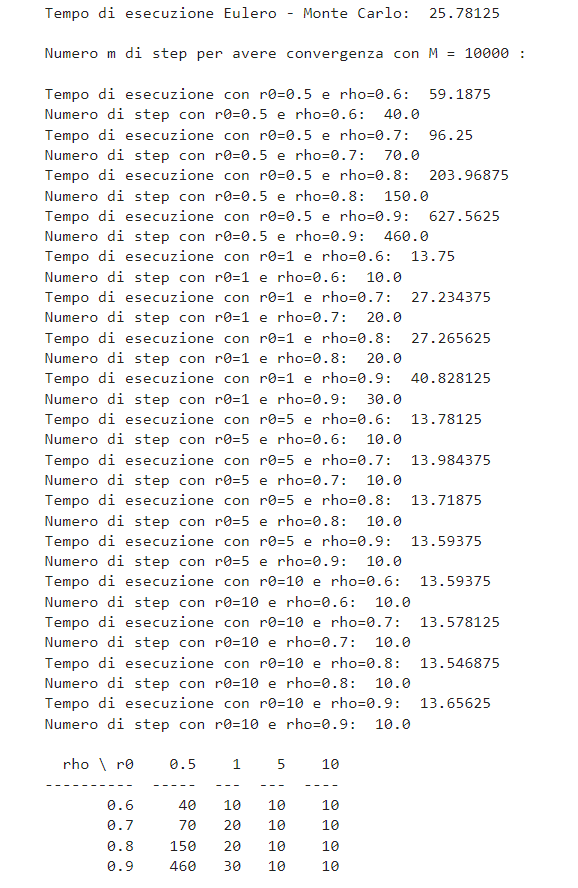 Tempo di esecuzione Eulero - Monte Carlo:  25.78125
Numero m di step per avere convergenza con M = 10000 :
Tempo di esecuzione con r0=0.5 e rho=0.6:  59.1875
Numero di step con r0=0.5 e rho=0.6:  40.0
Tempo di esecuzione con r0=0.5 e rho=0.7:  96.25
Numero di step con r0=0.5 e rho=0.7:  70.0
Tempo di esecuzione con r0=0.5 e rho=0.8:  203.96875
Numero di step con r0=0.5 e rho=0.8:  150.0
Tempo di esecuzione con r0=0.5 e rho=0.9:  627.5625
Numero di step con r0=0.5 e rho=0.9:  460.0
Tempo di esecuzione con r0=1 e rho=0.6:  13.75
Numero di step con r0=1 e rho=0.6:  10.0
Tempo di esecuzione con r0=1 e rho=0.7:  27.234375
Numero di step con r0=1 e rho=0.7:  20.0
Tempo di esecuzione con r0=1 e rho=0.8:  27.265625
Numero di step con r0=1 e rho=0.8:  20.0
Tempo di esecuzione con r0=1 e rho=0.9:  40.828125
Numero di step con r0=1 e rho=0.9:  30.0
Tempo di esecuzione con r0=5 e rho=0.6:  13.78125
Numero di step con r0=5 e rho=0.6:  10.0
Tempo di esecuzione con r0=5 e rho=0.7:  13.984375
Numero di step con r0=5 e rho=0.7:  10.0
Tempo di esecuzione con r0=5 e rho=0.8:  13.71875
Numero di step con r0=5 e rho=0.8:  10.0
Tempo di esecuzione con r0=5 e rho=0.9:  13.59375
Numero di step con r0=5 e rho=0.9:  10.0
Tempo di esecuzione con r0=10 e rho=0.6:  13.59375
Numero di step con r0=10 e rho=0.6:  10.0
Tempo di esecuzione con r0=10 e rho=0.7:  13.578125
Numero di step con r0=10 e rho=0.7:  10.0
Tempo di esecuzione con r0=10 e rho=0.8:  13.546875
Numero di step con r0=10 e rho=0.8:  10.0
Tempo di esecuzione con r0=10 e rho=0.9:  13.65625
Numero di step con r0=10 e rho=0.9:  10.0
  rho \ r0    0.5    1    5    10
----------  -----  ---  ---  ----
       0.6     40   10   10    10
       0.7     70   20   10    10
       0.8    150   20   10    10
       0.9    460   30   10    10